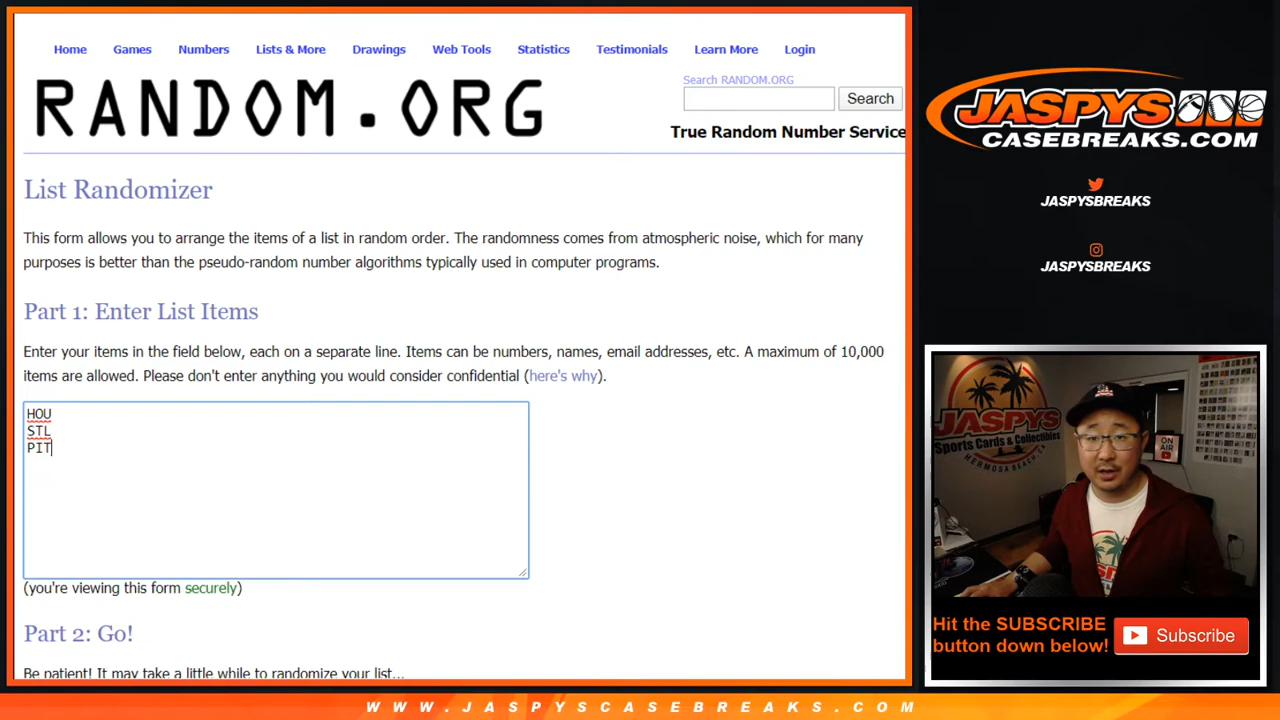 Home Games Numbers Lists & More Drawings Web Tools Statistics Testimonials Learn More Login
RANDOM.ORG
Search RANDOM.ORG
Search
True Random Number Service
List Randomizer
This form allows you to arrange the items of a list in random order. The randomness comes from atmospheric noise, which for many
purposes is better than the pseudo-random number algorithms typically used in computer programs.
Part 1: Enter List Items
Enter your items in the field below, each on a separate line. Items can be numbers, names, email addresses, etc. A maximum of 10,000
items are allowed. Please don't enter anything you would consider confidential (here's why).
HOU
STL
PIT
(you're viewing this form securely)
Part 2: Go!
Be patient! It may take a little while to randomize your list...
JASPYS
CASEBREAKS.COM
JASPYSBREAKS
JASPYSBREAKS
JASPYS
Sports Cards & Collectibles
HERMOSA BEACH, CA
ON
AIR
Hit the SUBSCRIBE
button down below!
Subscribe
WWW.JASPYSCASEBREAKS.COM